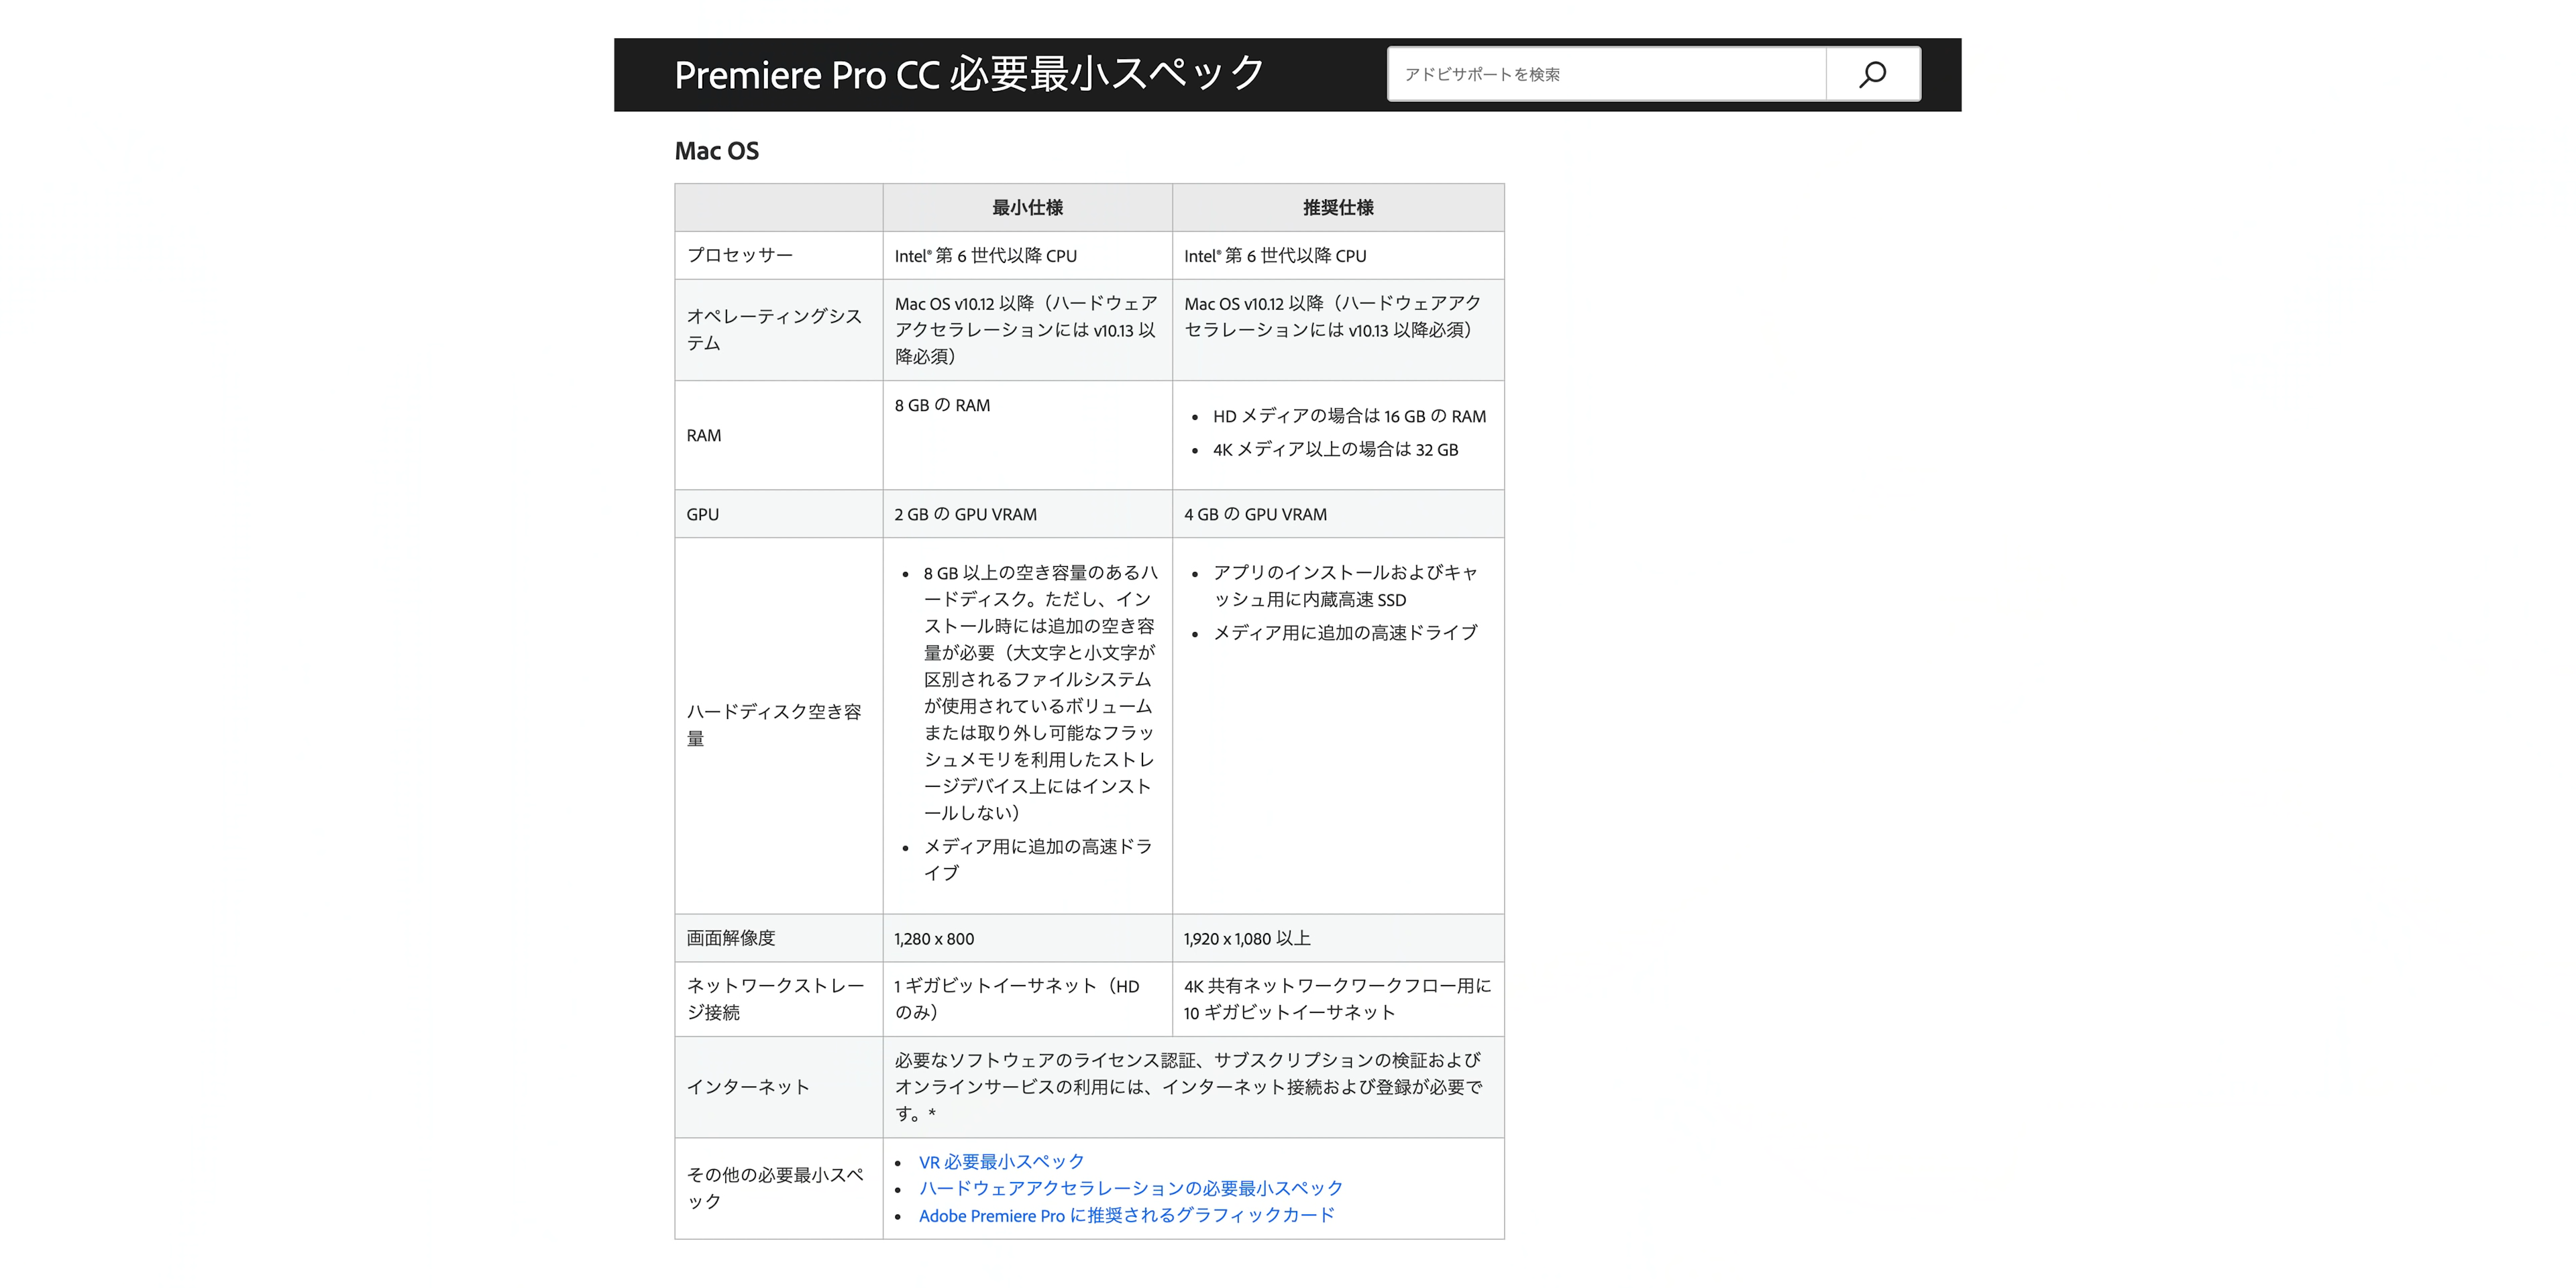 Premiere Pro CC 必要最小スペック
アドビサポートを検索
Mac OS
最小仕様
推奨仕様
プロセッサー
Intel® 第 6 世代以降 CPU
Intel® 第 6 世代以降 CPU
オペレーティングシス
テム
Mac OS v10.12 以降（ハードウェア
アクセラレーションには v10.13 以
降必須）
Mac OS v10.12 以降（ハードウェアアク
セラレーションには v10.13 以降必須）
RAM
8 GB の RAM
• HD メディアの場合は 16 GB の RAM
• 4K メディア以上の場合は 32 GB
GPU
2 GB の GPU VRAM
4 GB の GPU VRAM
ハードディスク空き容
量
• 8 GB 以上の空き容量のあるハ
ードディスク。ただし、イン
ストール時には追加の空き容
量が必要（大文字と小文字が
区別されるファイルシステム
が使用されているボリューム
または取り外し可能なフラッ
シュメモリを利用したストレ
ージデバイス上にはインスト
ールしない）
• メディア用に追加の高速ドラ
イブ
• アプリのインストールおよびキャ
ッシュ用に内蔵高速 SSD
• メディア用に追加の高速ドライブ
画面解像度
1,280 x 800
1,920 x 1,080 以上
ネットワークストレー
ジ接続
1 ギガビットイーサネット（HD
のみ）
4K 共有ネットワークワークフロー用に
10 ギガビットイーサネット
インターネット
必要なソフトウェアのライセンス認証、サブスクリプションの検証および
オンラインサービスの利用には、インターネット接続および登録が必要で
す。*
その他の必要最小スペ
ック
• VR 必要最小スペック
• ハードウェアアクセラレーションの必要最小スペック
• Adobe Premiere Pro に推奨されるグラフィックカード